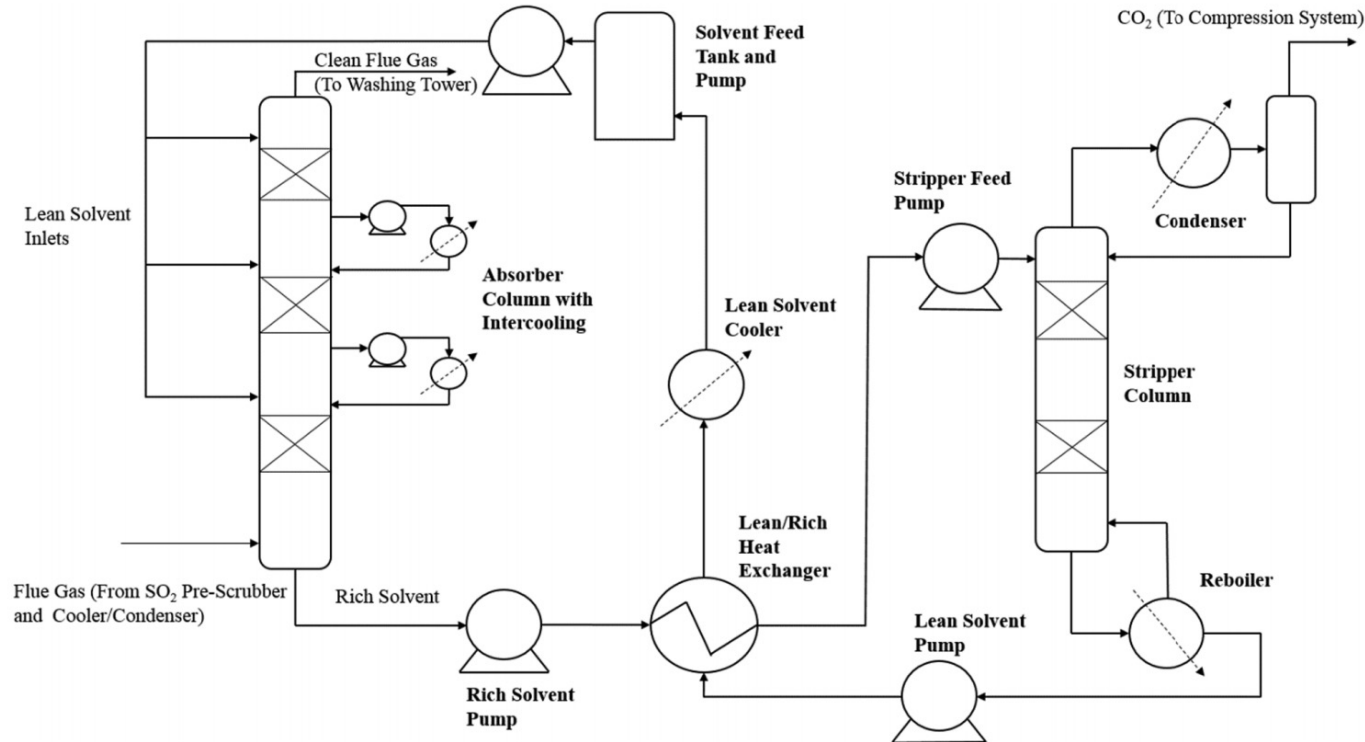 CO₂ (To Compression System)
Solvent Feed
Tank and
Pump
Clean Flue Gas
(To Washing Tower)
Stripper Feed
Pump
Condenser
Lean Solvent
Inlets
Absorber
Column with
Intercooling
Lean Solvent
Cooler
Stripper
Column
Lean/Rich
Heat
Exchanger
Flue Gas (From SO₂ Pre-Scrubber
and Cooler/Condenser)
Rich Solvent
Reboiler
Lean Solvent
Pump
Rich Solvent
Pump